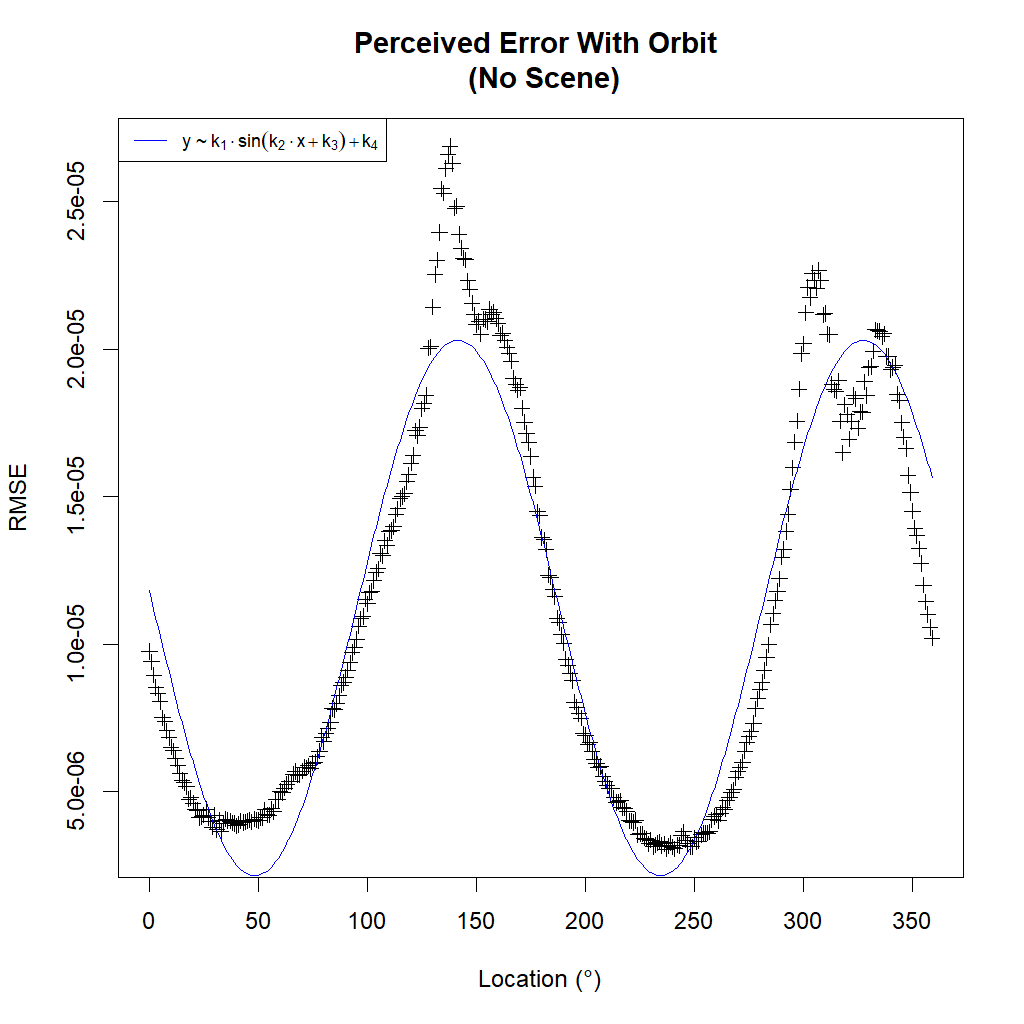 Perceived Error With Orbit
(No Scene)
y ~ k₁ · sin(k₂ · x + k₃) + k₄
RMSE
2.5e-05
2.0e-05
1.5e-05
1.0e-05
5.0e-06
0 50 100 150 200 250 300 350
Location (°)